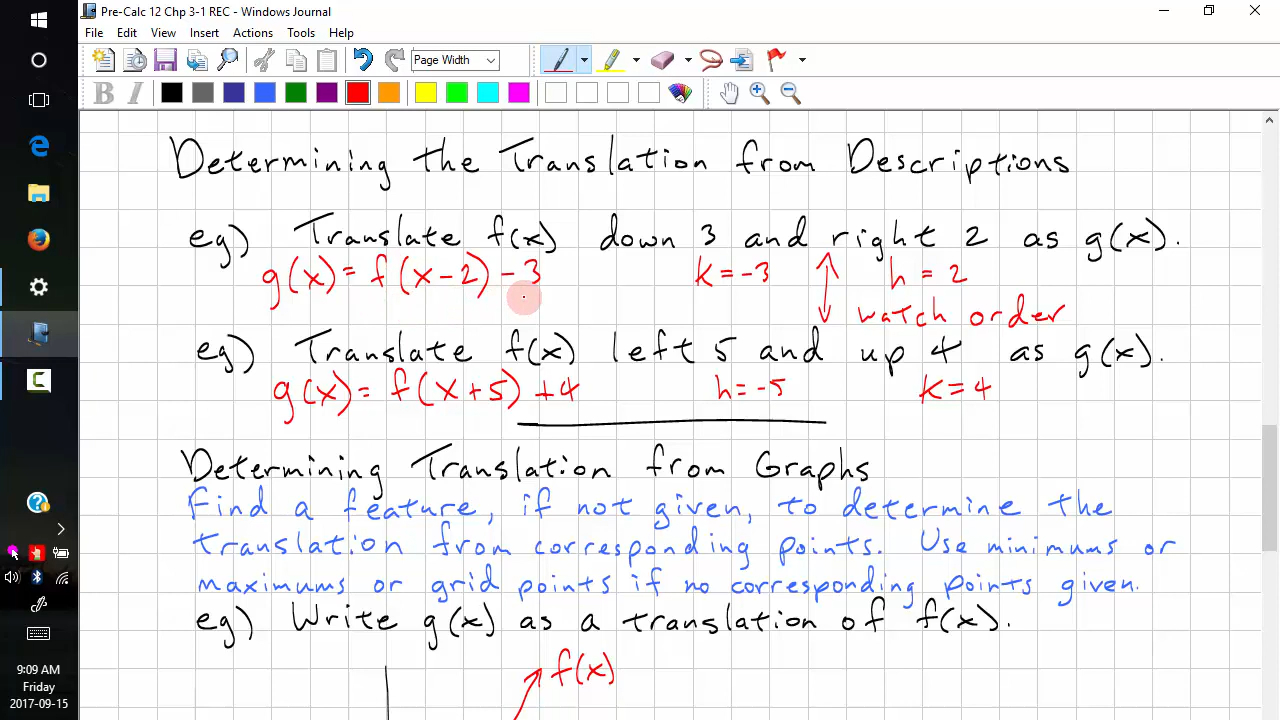 Pre-Calc 12 Chp 3-1 REC - Windows Journal
File Edit View Insert Actions Tools Help
Page Width
B I
Determining the Translation from Descriptions
eg) Translate f(x) down 3 and right 2 as g(x).
g(x) = f(x-2) -3 k = -3 h = 2
watch order
eg) Translate f(x) left 5 and up 4 as g(x).
g(x) = f(x+5) +4 h = -5 k = 4
Determining Translation from Graphs
Find a feature, if not given, to determine the
translation from corresponding points. Use minimums or
maximums or grid points if no corresponding points given.
eg) Write g(x) as a translation of f(x).
f(x)
9:09 AM
Friday
2017-09-15